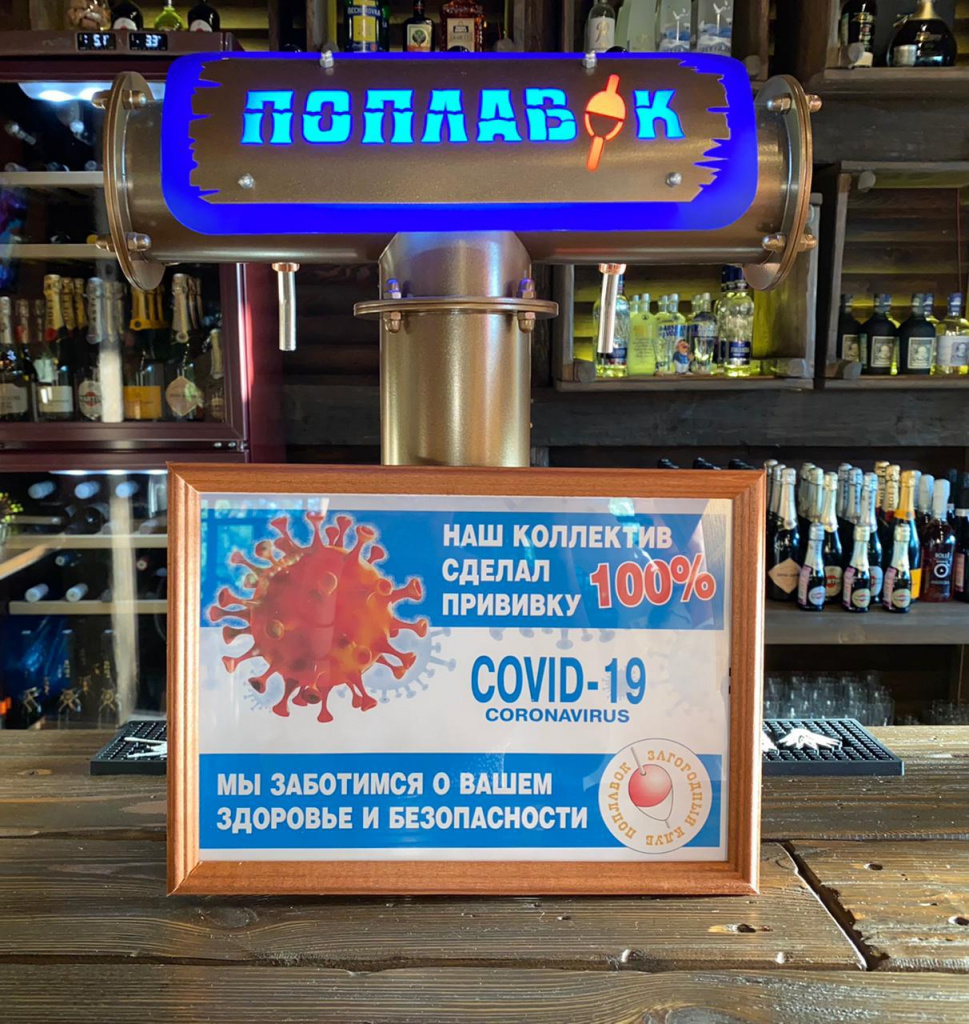 ПОПЛАВОК
НАШ КОЛЛЕКТИВ
СДЕЛАЛ
ПРИВИВКУ 100%
COVID-19
CORONAVIRUS
МЫ ЗАБОТИМСЯ О ВАШЕМ
ЗДОРОВЬЕ И БЕЗОПАСНОСТИ
ПОПЛАВОК ЗАГОРОДНЫЙ КЛУБ